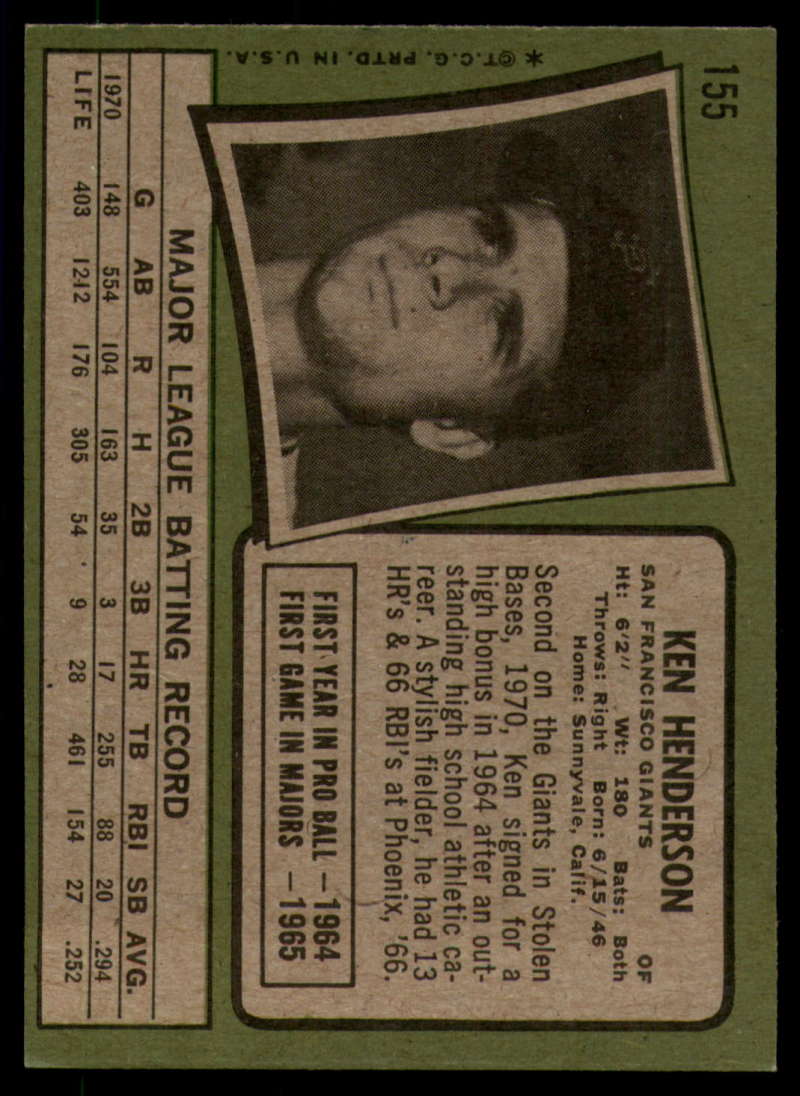 155
✶ ©T.C.G. PRTD. IN U.S.A.
KEN HENDERSON
SAN FRANCISCO GIANTS OF
Ht: 6'2" Wt: 180 Bats: Both
Throws: Right Born: 6/15/46
Home: Sunnyvale, Calif.
Second on the Giants in Stolen
Bases, 1970, Ken signed for a
high bonus in 1964 after an out-
standing high school athletic ca-
reer. A stylish fielder, he had 13
HR's & 66 RBI's at Phoenix, '66.
FIRST YEAR IN PRO BALL — 1964
FIRST GAME IN MAJORS — 1965
MAJOR LEAGUE BATTING RECORD
G AB R H 2B 3B HR TB RBI SB AVG.
1970 148 554 104 163 35 3 17 255 88 20 .294
LIFE 403 1212 176 305 54 9 28 461 154 27 .252